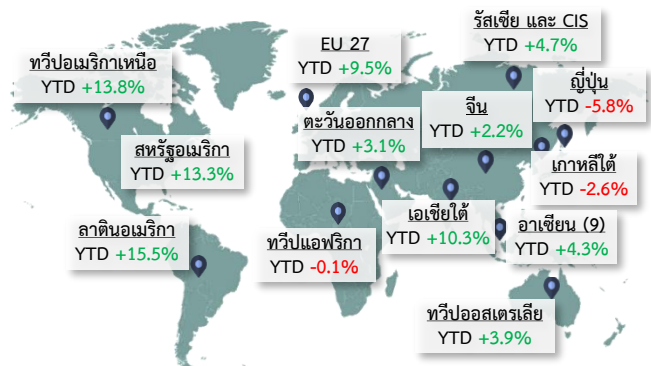 รัสเซีย และ CIS
YTD +4.7%
EU 27
YTD +9.5%
ทวีปอเมริกาเหนือ
YTD +13.8%
ญี่ปุ่น
YTD -5.8%
จีน
YTD +2.2%
ตะวันออกกลาง
YTD +3.1%
สหรัฐอเมริกา
YTD +13.3%
เกาหลีใต้
YTD -2.6%
ลาตินอเมริกา
YTD +15.5%
ทวีปแอฟริกา
YTD -0.1%
เอเชียใต้
YTD +10.3%
อาเซียน (9)
YTD +4.3%
ทวีปออสเตรเลีย
YTD +3.9%